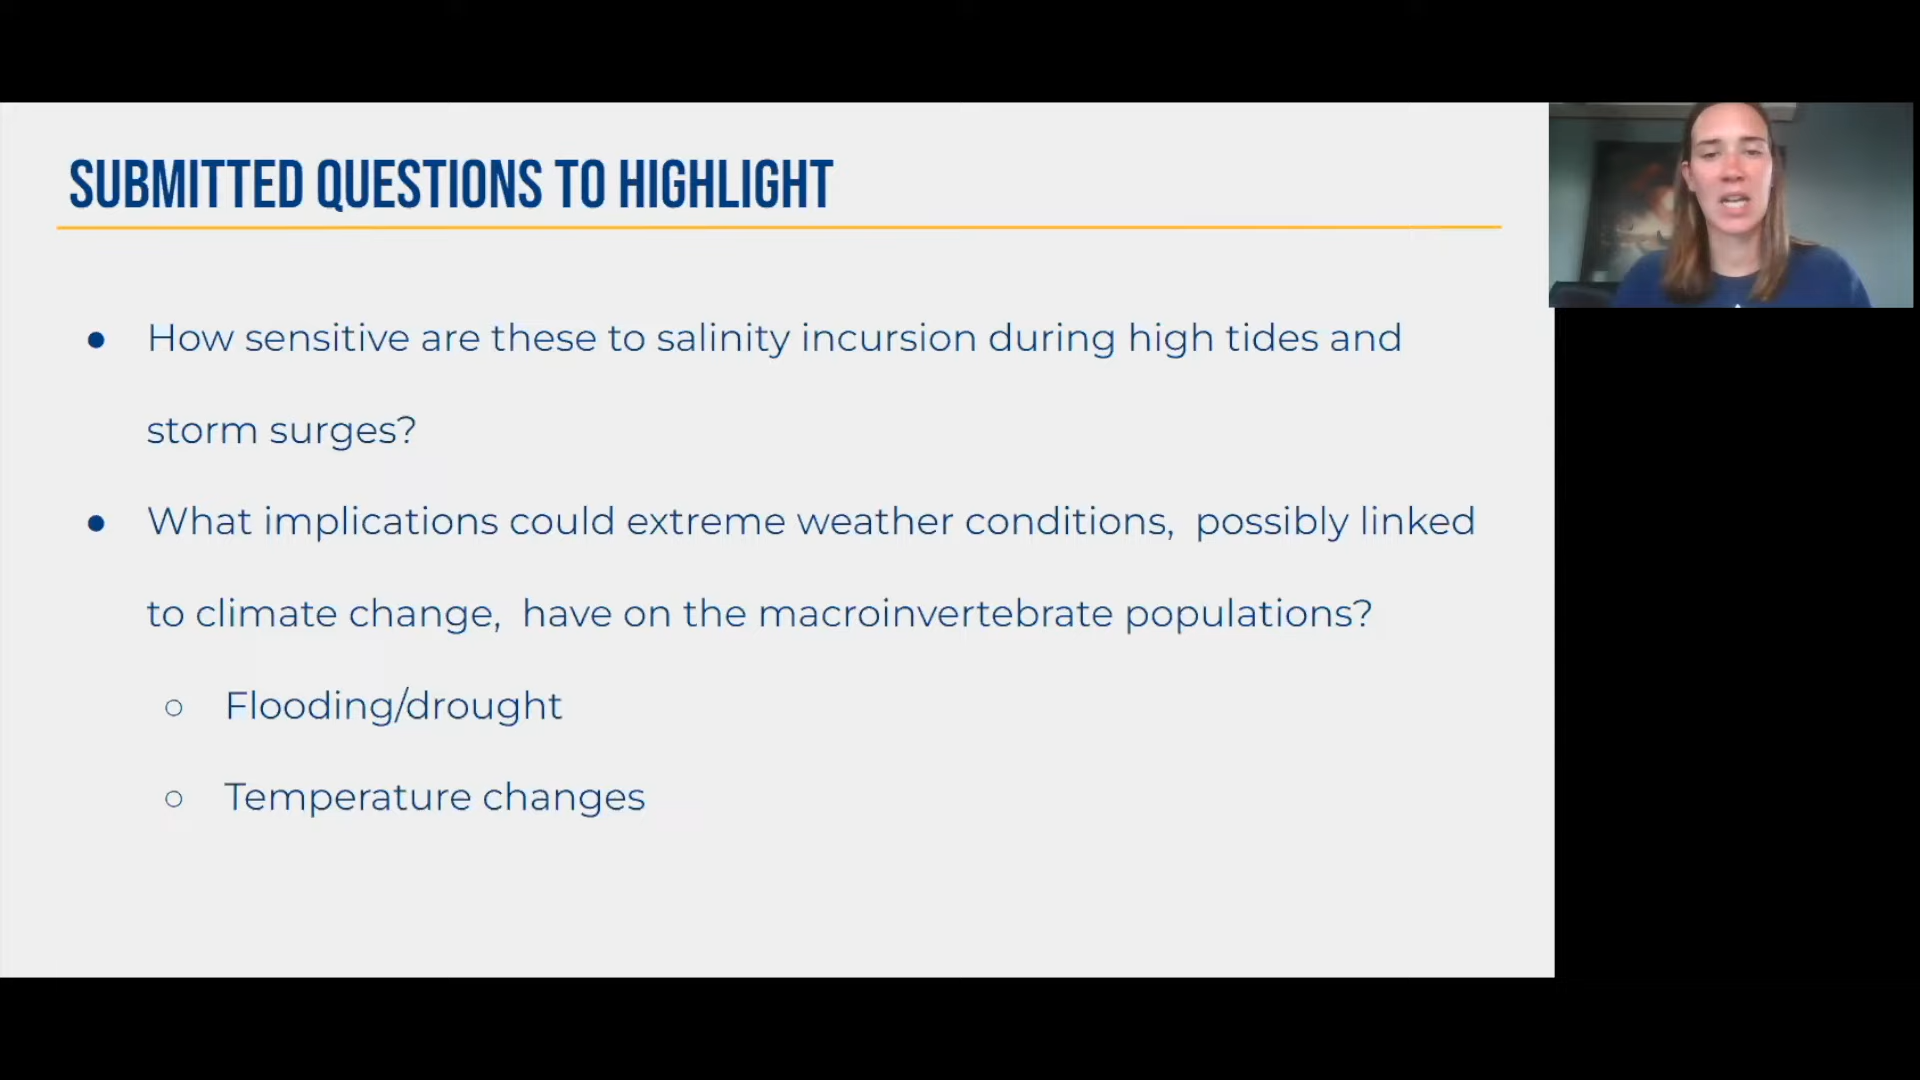 SUBMITTED QUESTIONS TO HIGHLIGHT
● How sensitive are these to salinity incursion during high tides and
storm surges?
● What implications could extreme weather conditions, possibly linked
to climate change, have on the macroinvertebrate populations?
○ Flooding/drought
○ Temperature changes